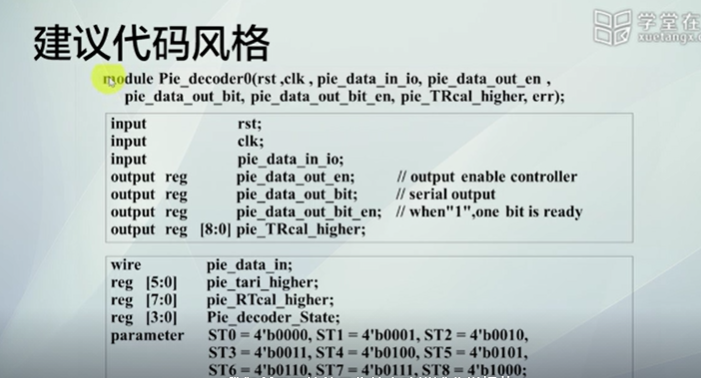 建议代码风格
学堂在
xuetangx.c
module Pie_decoder0(rst ,clk , pie_data_in_io, pie_data_out_en ,
pie_data_out_bit, pie_data_out_bit_en, pie_TRcal_higher, err);
input rst;
input clk;
input pie_data_in_io;
output reg pie_data_out_en; // output enable controller
output reg pie_data_out_bit; // serial output
output reg pie_data_out_bit_en; // when"1",one bit is ready
output reg [8:0] pie_TRcal_higher;
wire pie_data_in;
reg [5:0] pie_tari_higher;
reg [7:0] pie_RTcal_higher;
reg [3:0] Pie_decoder_State;
parameter ST0 = 4'b0000, ST1 = 4'b0001, ST2 = 4'b0010,
ST3 = 4'b0011, ST4 = 4'b0100, ST5 = 4'b0101,
ST6 = 4'b0110, ST7 = 4'b0111, ST8 = 4'b1000;